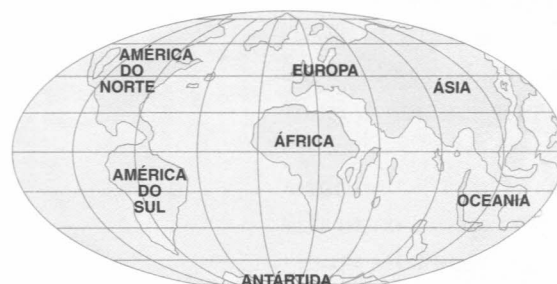 AMÉRICA
DO
NORTE
EUROPA
ÁSIA
ÁFRICA
AMÉRICA
DO
SUL
OCEANIA
ANTÁRTIDA